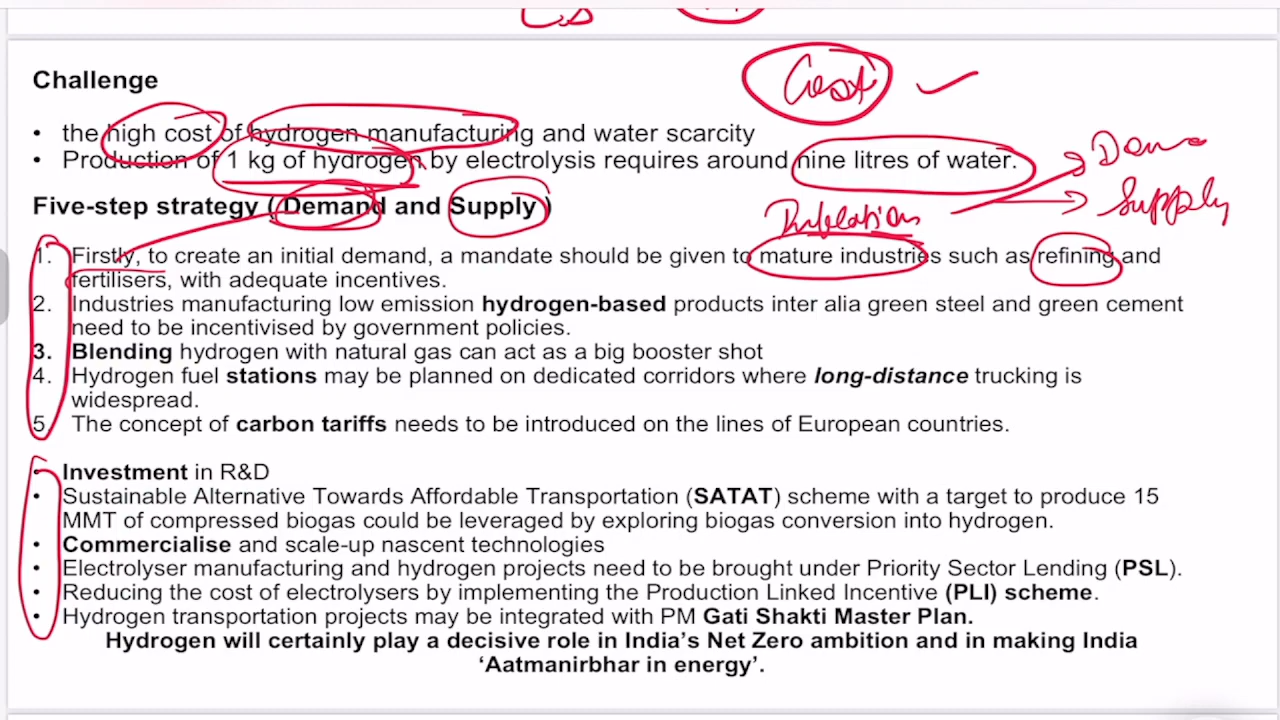 Challenge
Cost
• the high cost of hydrogen manufacturing and water scarcity
• Production of 1 kg of hydrogen by electrolysis requires around nine litres of water.
Five-step strategy ( Demand and Supply )
Supply
1. Firstly, to create an initial demand, a mandate should be given to mature industries such as refining and
fertilisers, with adequate incentives.
2. Industries manufacturing low emission hydrogen-based products inter alia green steel and green cement
need to be incentivised by government policies.
3. Blending hydrogen with natural gas can act as a big booster shot
4. Hydrogen fuel stations may be planned on dedicated corridors where long-distance trucking is
widespread.
5. The concept of carbon tariffs needs to be introduced on the lines of European countries.
• Investment in R&D
• Sustainable Alternative Towards Affordable Transportation (SATAT) scheme with a target to produce 15
MMT of compressed biogas could be leveraged by exploring biogas conversion into hydrogen.
• Commercialise and scale-up nascent technologies
• Electrolyser manufacturing and hydrogen projects need to be brought under Priority Sector Lending (PSL).
• Reducing the cost of electrolysers by implementing the Production Linked Incentive (PLI) scheme.
• Hydrogen transportation projects may be integrated with PM Gati Shakti Master Plan.
Hydrogen will certainly play a decisive role in India's Net Zero ambition and in making India
‘Aatmanirbhar in energy’.